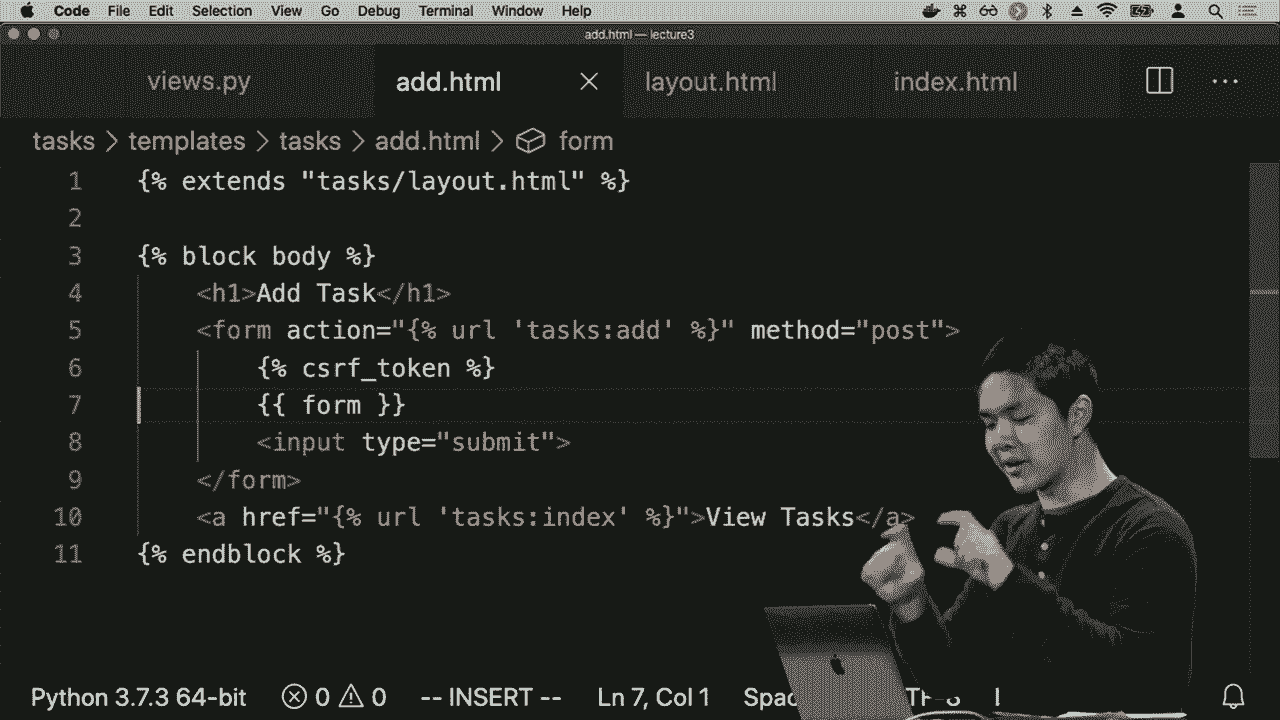 Code File Edit Selection View Go Debug Terminal Window Help
add.html — lecture3
views.py add.html layout.html index.html
tasks > templates > tasks > add.html > form
1 {% extends "tasks/layout.html" %}
2
3 {% block body %}
4 <h1>Add Task</h1>
5 <form action="{% url 'tasks:add' %}" method="post">
6 {% csrf_token %}
7 {{ form }}
8 <input type="submit">
9 </form>
10 <a href="{% url 'tasks:index' %}">View Tasks</a>
11 {% endblock %}
Python 3.7.3 64-bit 0 0 -- INSERT -- Ln 7, Col 1